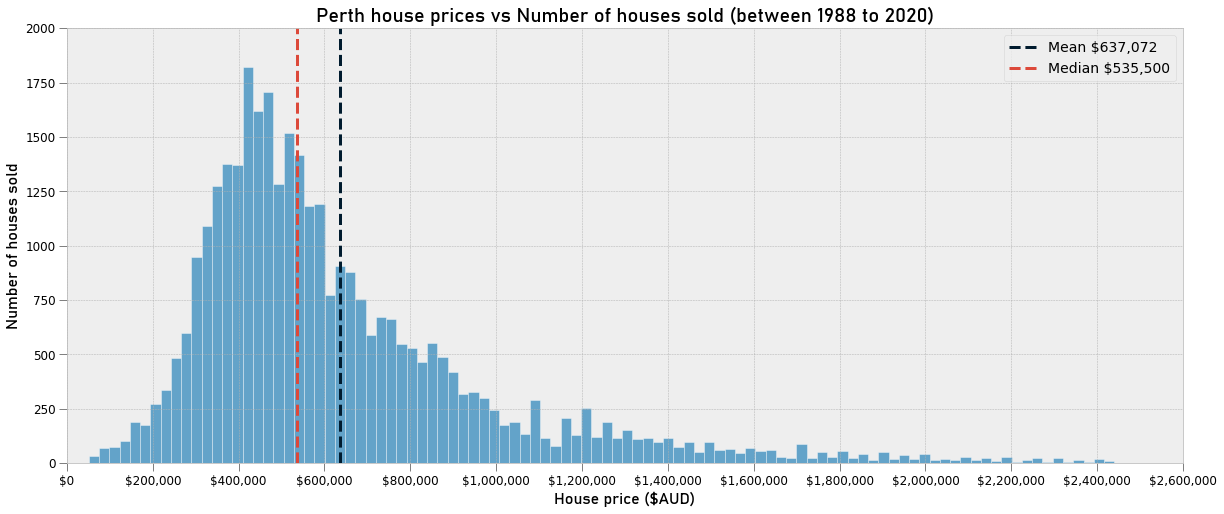 Perth house prices vs Number of houses sold (between 1988 to 2020)
Mean $637,072
Median $535,500
2000
1750
1500
1250
1000
750
500
250
0
Number of houses sold
$0 $200,000 $400,000 $600,000 $800,000 $1,000,000 $1,200,000 $1,400,000 $1,600,000 $1,800,000 $2,000,000 $2,200,000 $2,400,000 $2,600,000
House price ($AUD)